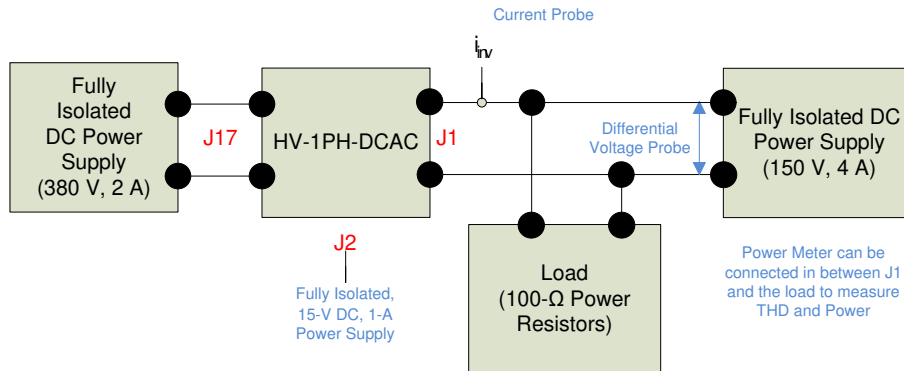 Current Probe
iinv
Fully
Isolated
DC Power
Supply
(380 V, 2 A)
J17
HV-1PH-DCAC
J1
Differential
Voltage Probe
Fully Isolated DC
Power Supply
(150 V, 4 A)
J2
Fully Isolated,
15-V DC, 1-A
Power Supply
Load
(100-Ω Power
Resistors)
Power Meter can be
connected in between J1
and the load to measure
THD and Power